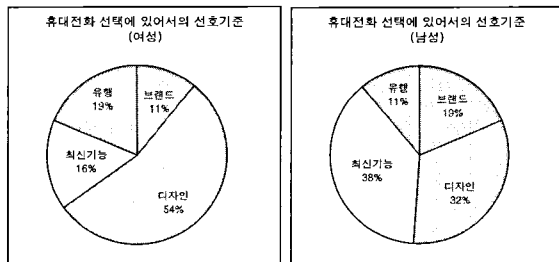 휴대전화 선택에 있어서의 선호기준
(여성)
유행
19%
브랜드
11%
최신기능
16%
디자인
54%
휴대전화 선택에 있어서의 선호기준
(남성)
유행
11%
브랜드
19%
최신기능
38%
디자인
32%